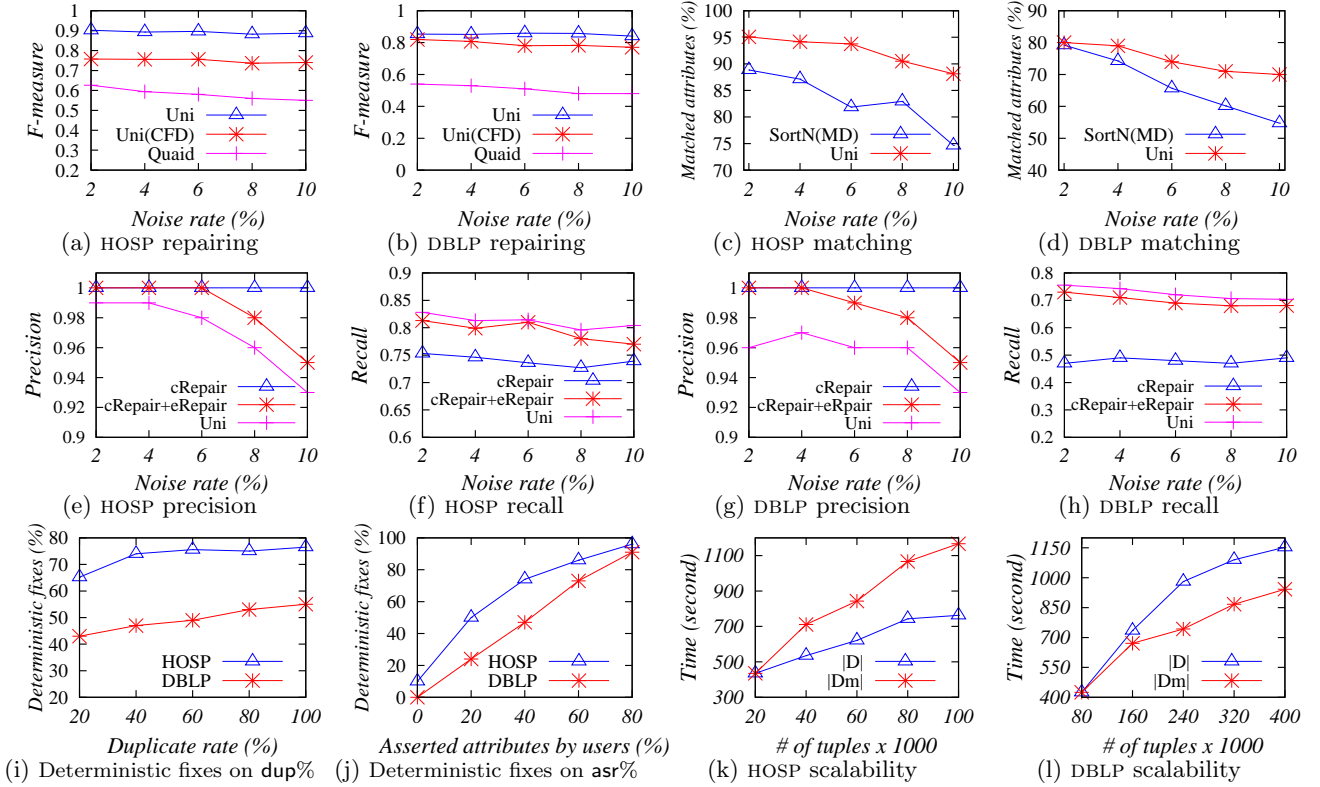 F-measure
1
0.9
0.8
0.7
0.6
0.5
0.4
0.3
0.2
Uni
Uni(CFD)
Quaid
2 4 6 8 10
Noise rate (%)
(a) HOSP repairing
F-measure
1
0.8
0.6
0.4
0.2
0
Uni
Uni(CFD)
Quaid
2 4 6 8 10
Noise rate (%)
(b) DBLP repairing
Matched attributes (%)
100
95
90
85
80
75
70
SortN(MD)
Uni
2 4 6 8 10
Noise rate (%)
(c) HOSP matching
Matched attributes (%)
90
80
70
60
50
40
SortN(MD)
Uni
2 4 6 8 10
Noise rate (%)
(d) DBLP matching
Precision
1
0.98
0.96
0.94
0.92
0.9
cRepair
cRepair+eRepair
Uni
2 4 6 8 10
Noise rate (%)
(e) HOSP precision
Recall
0.9
0.85
0.8
0.75
0.7
0.65
0.6
cRepair
cRepair+eRepair
Uni
2 4 6 8 10
Noise rate (%)
(f) HOSP recall
Precision
1
0.98
0.96
0.94
0.92
0.9
cRepair
cRepair+eRpair
Uni
2 4 6 8 10
Noise rate (%)
(g) DBLP precision
Recall
0.8
0.7
0.6
0.5
0.4
0.3
0.2
cRepair
cRepair+eRepair
Uni
2 4 6 8 10
Noise rate (%)
(h) DBLP recall
Deterministic fixes (%)
80
70
60
50
40
30
20
HOSP
DBLP
20 40 60 80 100
Duplicate rate (%)
(i) Deterministic fixes on dup%
Deterministic fixes (%)
100
80
60
40
20
0
HOSP
DBLP
0 20 40 60 80
Asserted attributes by users (%)
(j) Deterministic fixes on asr%
Time (second)
1100
900
700
500
300
|D|
|Dm|
20 40 60 80 100
# of tuples x 1000
(k) HOSP scalability
Time (second)
1150
1000
850
700
550
400
|D|
|Dm|
80 160 240 320 400
# of tuples x 1000
(l) DBLP scalability